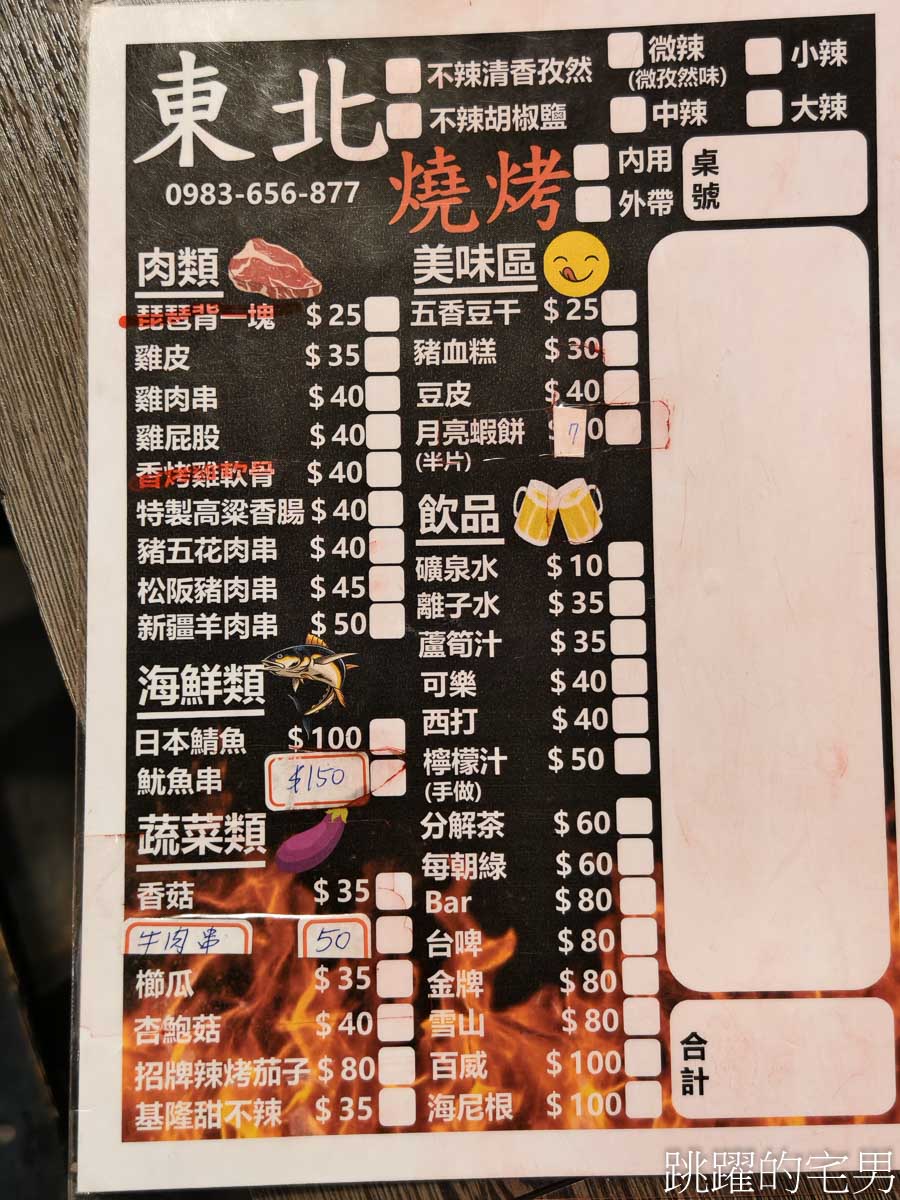 東北
燒烤
0983-656-877
不辣清香孜然
微辣
(微孜然味)
小辣
不辣胡椒鹽
中辣
大辣
內用
外帶
桌號
肉類
琵琶背一塊 $25
雞皮 $35
雞肉串 $40
雞屁股 $40
香烤雞軟骨 $40
特製高粱香腸 $40
豬五花肉串 $40
松阪豬肉串 $45
新疆羊肉串 $50
海鮮類
日本鯖魚 $100
魷魚串 $150
蔬菜類
香菇 $35
牛肉串 50
櫛瓜 $35
杏鮑菇 $40
招牌辣烤茄子 $80
基隆甜不辣 $35
美味區
五香豆干 $25
豬血糕 $30
豆皮 $40
月亮蝦餅 $70
(半片)
飲品
礦泉水 $10
離子水 $35
蘆筍汁 $35
可樂 $40
西打 $40
檸檬汁 $50
(手做)
分解茶 $60
每朝綠 $60
Bar $80
台啤 $80
金牌 $80
雪山 $80
百威 $100
海尼根 $100
合計
跳躍的宅男